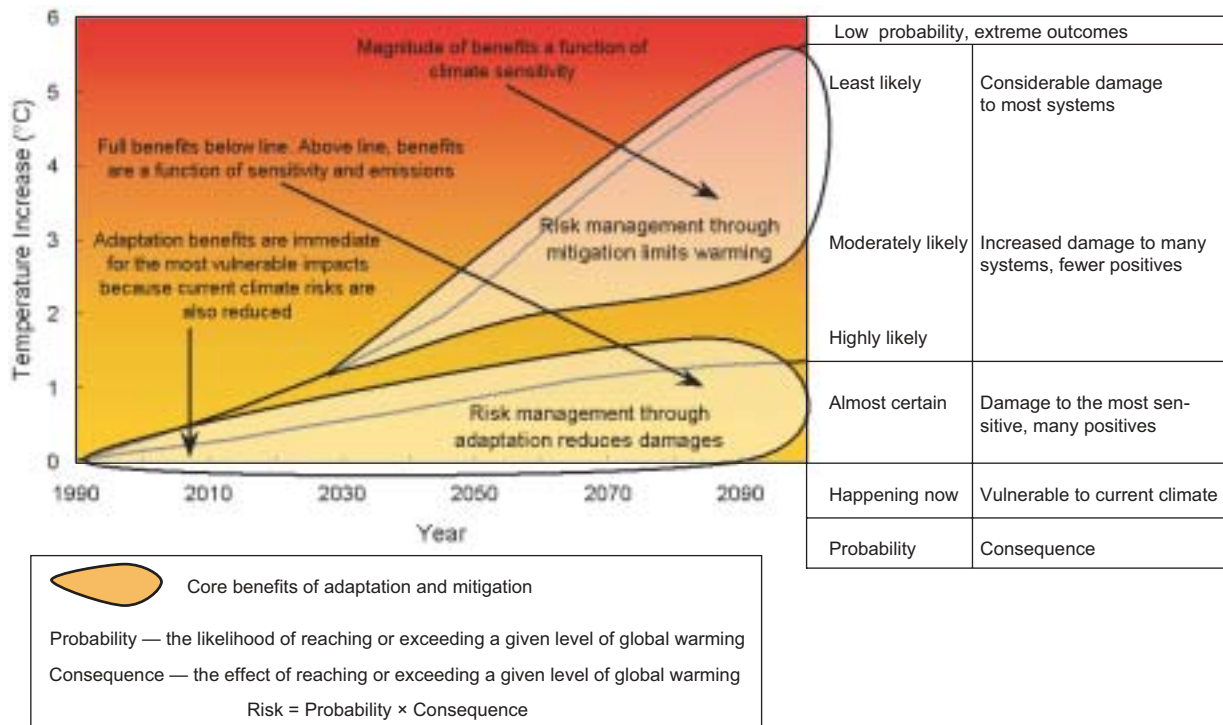 6
5
4
3
2
1
0
Temperature Increase (°C)
Magnitude of benefits a function of
climate sensitivity
Full benefits below line. Above line, benefits
are a function of sensitivity and emissions
Adaptation benefits are immediate
for the most vulnerable impacts
because current climate risks are
also reduced
Risk management through
mitigation limits warming
Risk management through
adaptation reduces damages
1990 2010 2030 2050 2070 2090
Year
Low probability, extreme outcomes
Least likely
Considerable damage
to most systems
Moderately likely
Increased damage to many
systems, fewer positives
Highly likely
Almost certain
Damage to the most sen-
sitive, many positives
Happening now
Vulnerable to current climate
Probability
Consequence
Core benefits of adaptation and mitigation
Probability — the likelihood of reaching or exceeding a given level of global warming
Consequence — the effect of reaching or exceeding a given level of global warming
Risk = Probability × Consequence